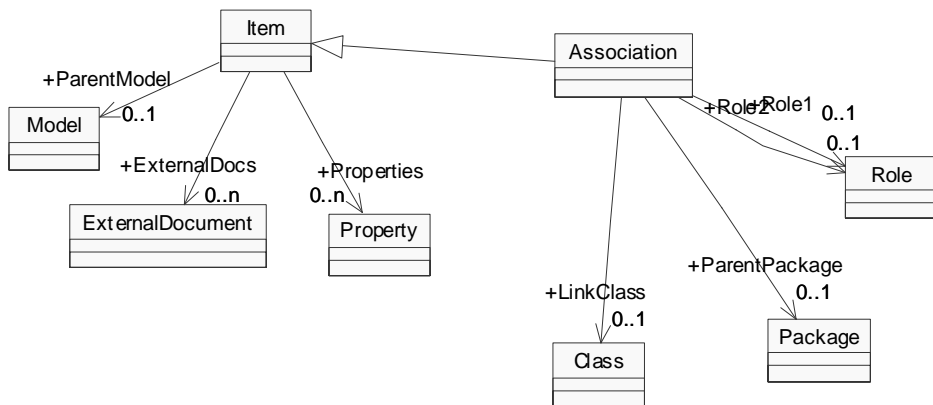 Item
Association
+ParentModel
0..1
Model
+Role2
+Role1
0..1
0..1
Role
+ExternalDocs
0..n
ExternalDocument
+Properties
0..n
Property
+ParentPackage
0..1
Package
+LinkClass
0..1
Class